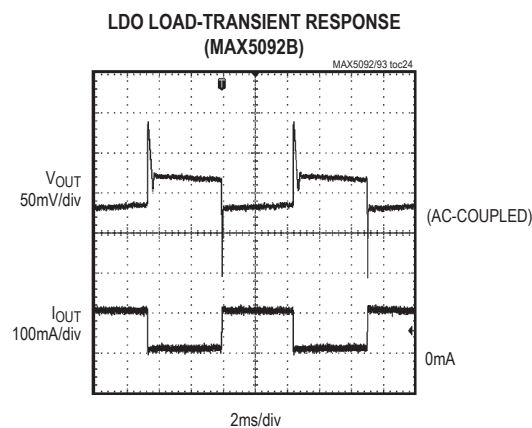 LDO LOAD-TRANSIENT RESPONSE
(MAX5092B)
MAX5092/93 toc24
T
VOUT
50mV/div
(AC-COUPLED)
IOUT
100mA/div
0mA
2ms/div